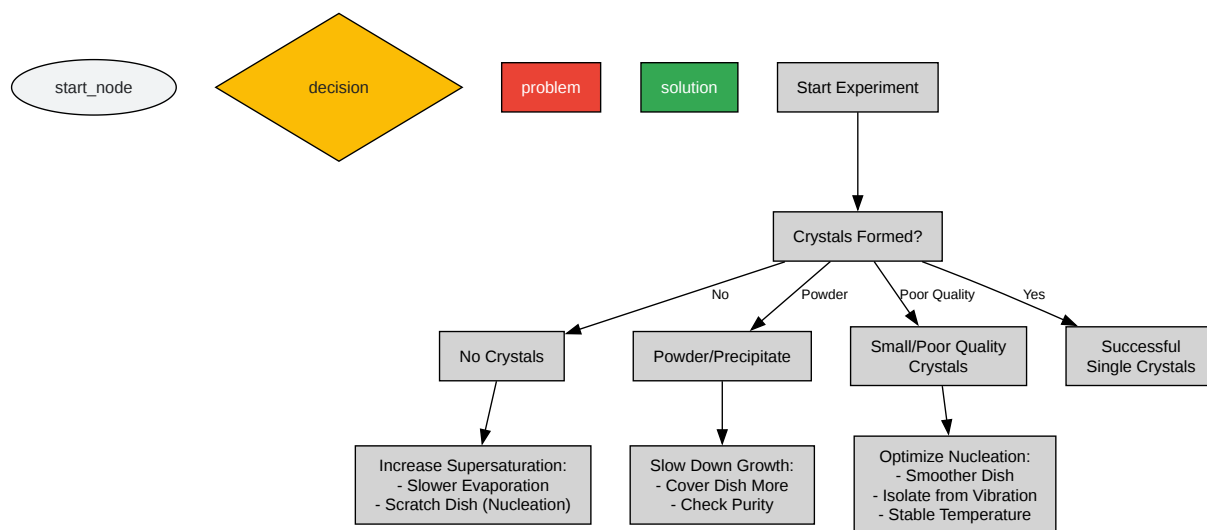 start_node
decision
problem
solution
Start Experiment
Crystals Formed?
No
Powder
Poor Quality
Yes
No Crystals
Powder/Precipitate
Small/Poor Quality
Crystals
Successful
Single Crystals
Increase Supersaturation:
- Slower Evaporation
- Scratch Dish (Nucleation)
Slow Down Growth:
- Cover Dish More
- Check Purity
Optimize Nucleation:
- Smoother Dish
- Isolate from Vibration
- Stable Temperature